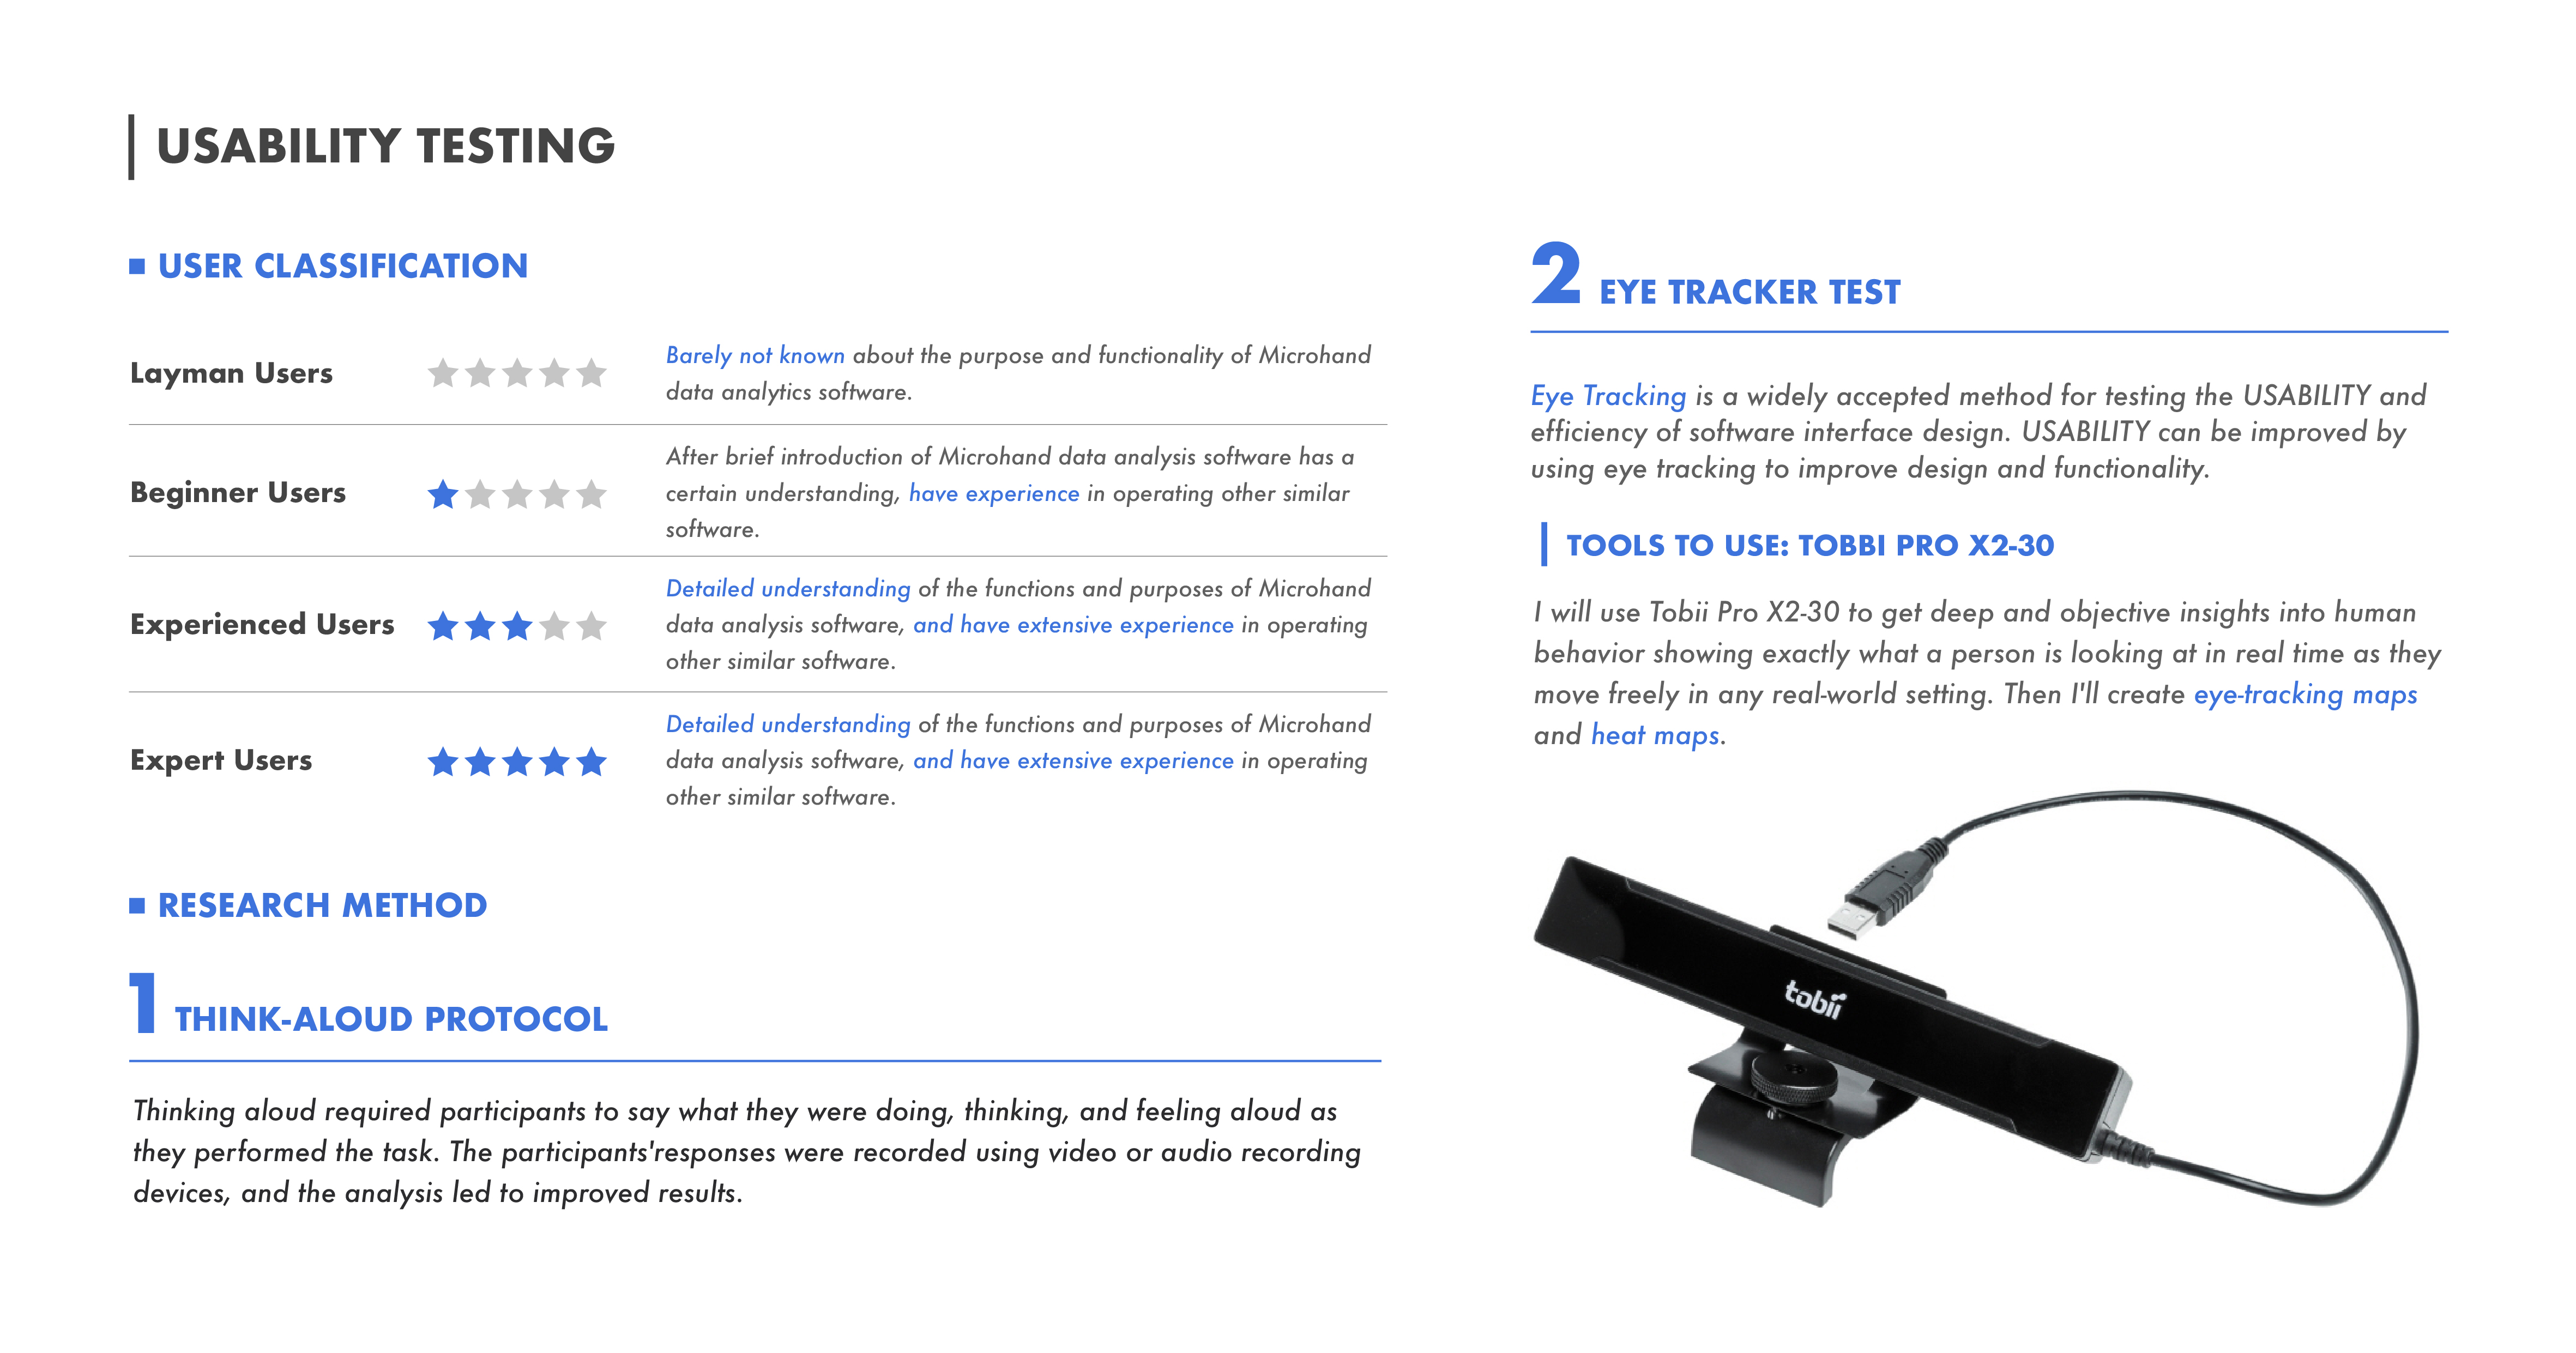 USABILITY TESTING
USER CLASSIFICATION
Layman Users
Barely not known about the purpose and functionality of Microhand
data analytics software.
Beginner Users
After brief introduction of Microhand data analysis software has a
certain understanding, have experience in operating other similar
software.
Experienced Users
Detailed understanding of the functions and purposes of Microhand
data analysis software, and have extensive experience in operating
other similar software.
Expert Users
Detailed understanding of the functions and purposes of Microhand
data analysis software, and have extensive experience in operating
other similar software.
RESEARCH METHOD
1 THINK-ALOUD PROTOCOL
Thinking aloud required participants to say what they were doing, thinking, and feeling aloud as
they performed the task. The participants'responses were recorded using video or audio recording
devices, and the analysis led to improved results.
2 EYE TRACKER TEST
Eye Tracking is a widely accepted method for testing the USABILITY and
efficiency of software interface design. USABILITY can be improved by
using eye tracking to improve design and functionality.
TOOLS TO USE: TOBBI PRO X2-30
I will use Tobii Pro X2-30 to get deep and objective insights into human
behavior showing exactly what a person is looking at in real time as they
move freely in any real-world setting. Then I'll create eye-tracking maps
and heat maps.
tobii